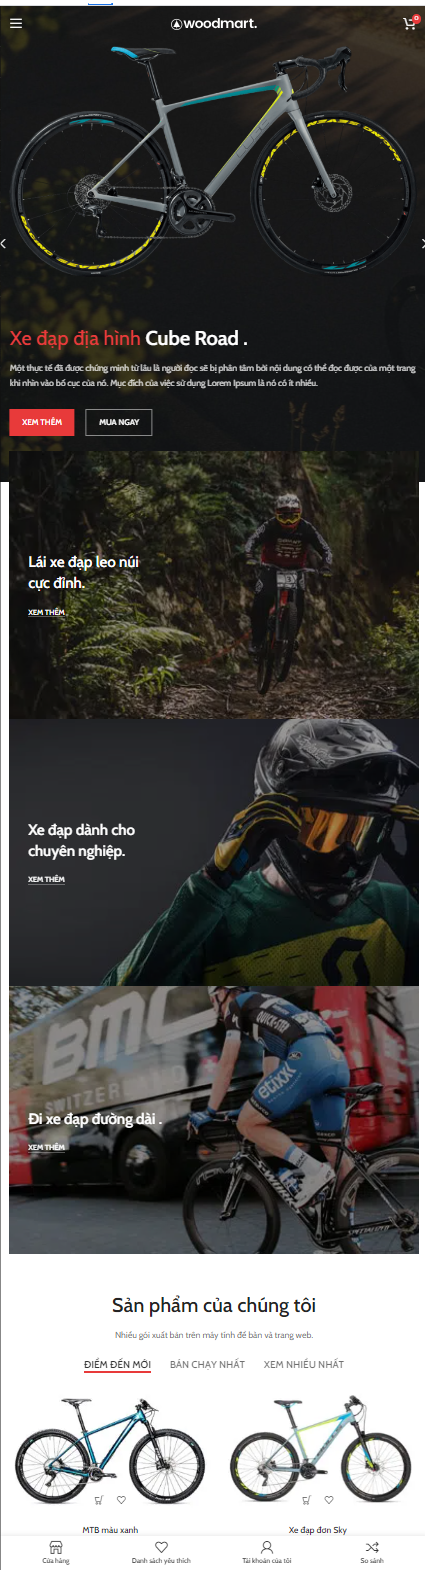 woodmart.
0
Xe đạp địa hình Cube Road .
Một thực tế đã được chứng minh từ lâu là người đọc sẽ bị phân tâm bởi nội dung có thể đọc được của một trang
khi nhìn vào bố cục của nó. Mục đích của việc sử dụng Lorem Ipsum là nó có ít nhiều.
XEM THÊM
MUA NGAY
Lái xe đạp leo núi
cực đỉnh.
XEM THÊM
Xe đạp dành cho
chuyên nghiệp.
XEM THÊM
BMC
SWITZERLAND
QUICK-STEP
etixx
SPECIALIZED
Đi xe đạp đường dài .
XEM THÊM
Sản phẩm của chúng tôi
Nhiều gói xuất bản trên máy tính để bàn và trang web.
ĐIỂM ĐẾN MỚI
BÁN CHẠY NHẤT
XEM NHIỀU NHẤT
MTB màu xanh
Xe đạp đơn Sky
Cửa hàng
Danh sách yêu thích
Tài khoản của tôi
So sánh